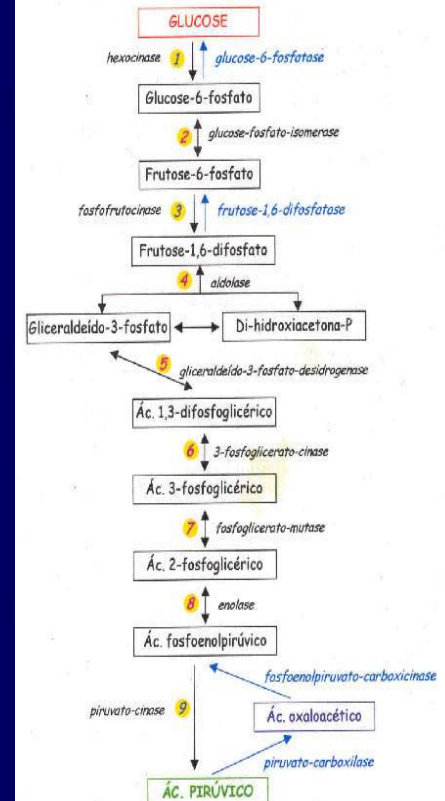 GLUCOSE
hexocinase 1 glucose-6-fosfatase
Glucose-6-fosfato
2 glucose-fosfato-isomerase
Frutose-6-fosfato
fosfofrutocinase 3 frutose-1,6-difosfatase
Frutose-1,6-difosfato
4 aldolase
Gliceraldeído-3-fosfato Di-hidroxiacetona-P
5 gliceraldeído-3-fosfato-desidrogenase
Ác. 1,3-difosfoglicérico
6 3-fosfoglicerato-cinase
Ác. 3-fosfoglicérico
7 fosfoglicerato-mutase
Ác. 2-fosfoglicérico
8 enolase
Ác. fosfoenolpirúvico
fosfoenolpiruvato-carboxicinase
piruvato-cinase 9 Ác. oxaloacético
piruvato-carboxilase
ÁC. PIRÚVICO